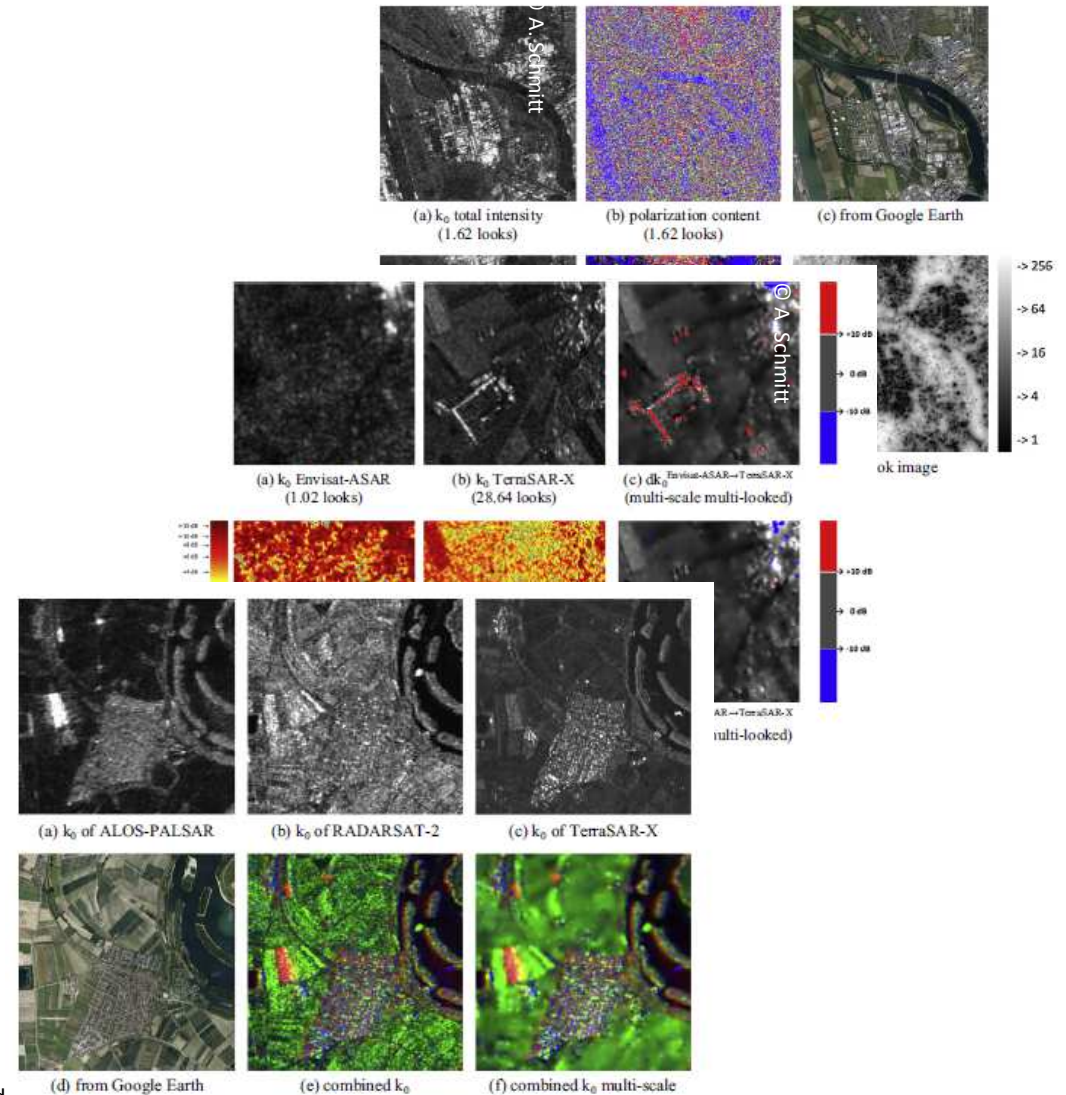 A. Schmitt
(a) k₀ total intensity
(1.62 looks)
(b) polarization content
(1.62 looks)
(c) from Google Earth
-> 256
-> 64
-> 16
-> 4
-> 1
ok image
© A. Schmitt
+10 dB
0 dB
-10 dB
(a) k₀ Envisat-ASAR
(1.02 looks)
(b) k₀ TerraSAR-X
(28.64 looks)
(c) dk₀ Envisat-ASAR→TerraSAR-X
(multi-scale multi-looked)
+10 dB
0 dB
-10 dB
AR→TerraSAR-X
multi-looked)
(a) k₀ of ALOS-PALSAR
(b) k₀ of RADARSAT-2
(c) k₀ of TerraSAR-X
(d) from Google Earth
(e) combined k₀
(f) combined k₀ multi-scale